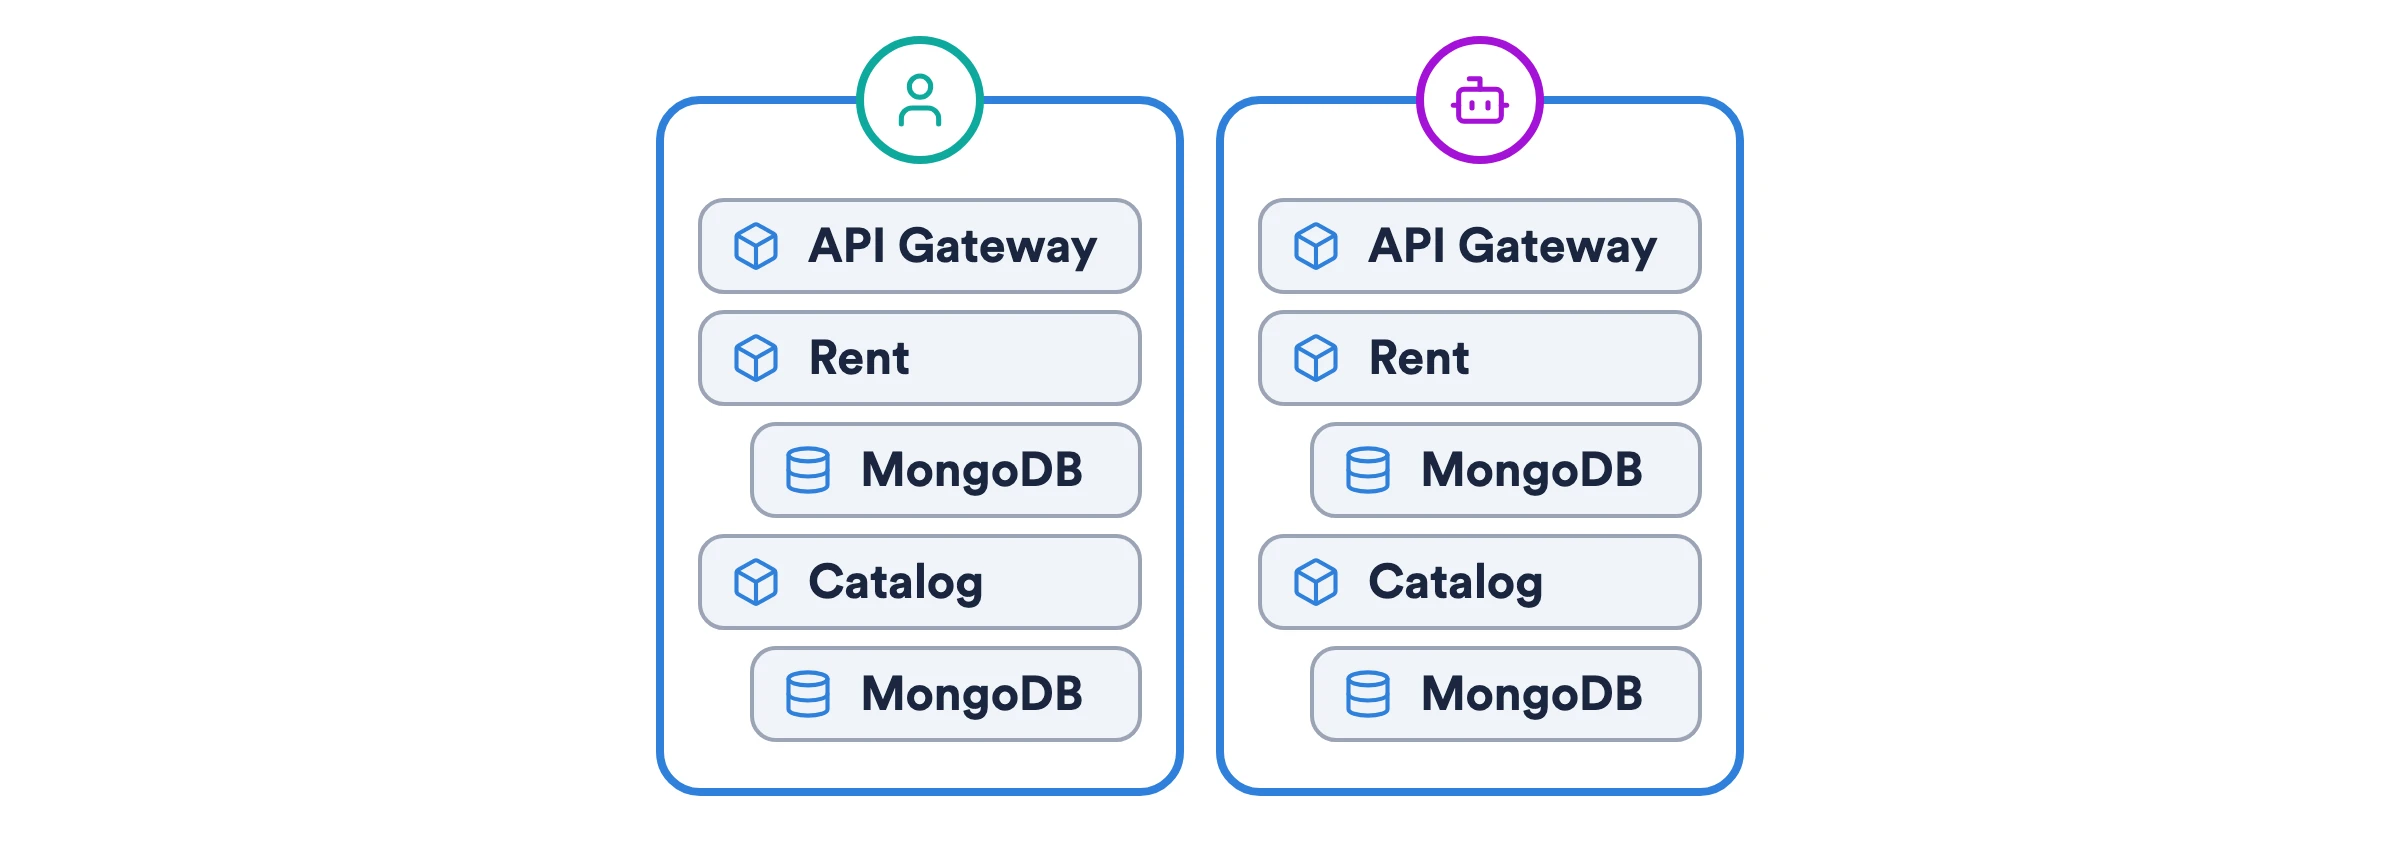 API Gateway
Rent
MongoDB
Catalog
MongoDB
API Gateway
Rent
MongoDB
Catalog
MongoDB